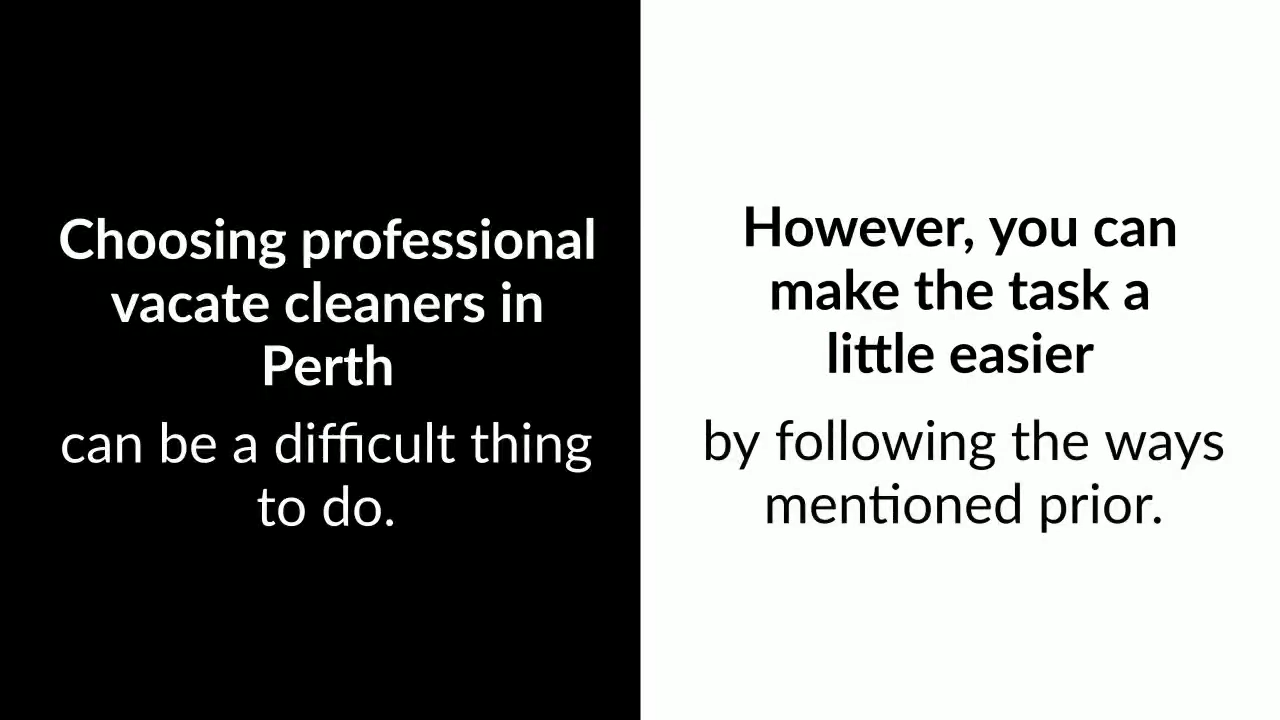 Choosing professional
vacate cleaners in
Perth
can be a difficult thing
to do.
However, you can
make the task a
little easier
by following the ways
mentioned prior.